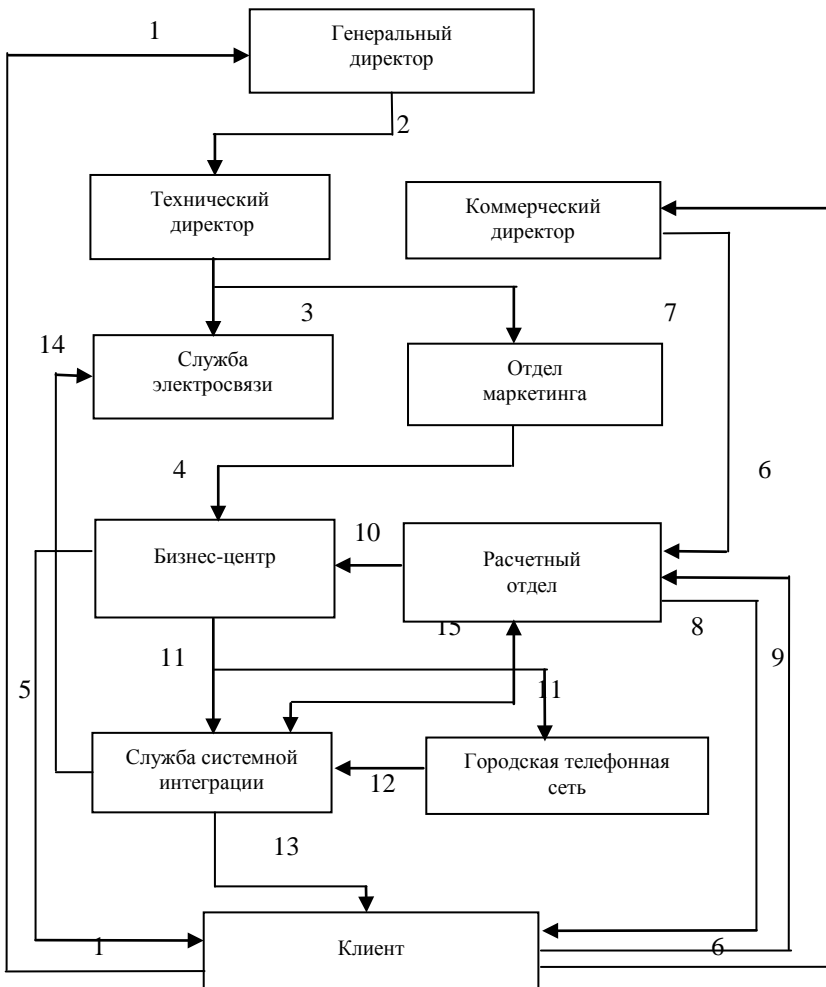 1
Генеральный
директор
2
Технический
директор
Коммерческий
директор
3
7
14
Служба
электросвязи
Отдел
маркетинга
4
6
10
Бизнес-центр
Расчетный
отдел
15
8
11
9
5
11
Служба системной
интеграции
12
Городская телефонная
сеть
13
1
Клиент
6